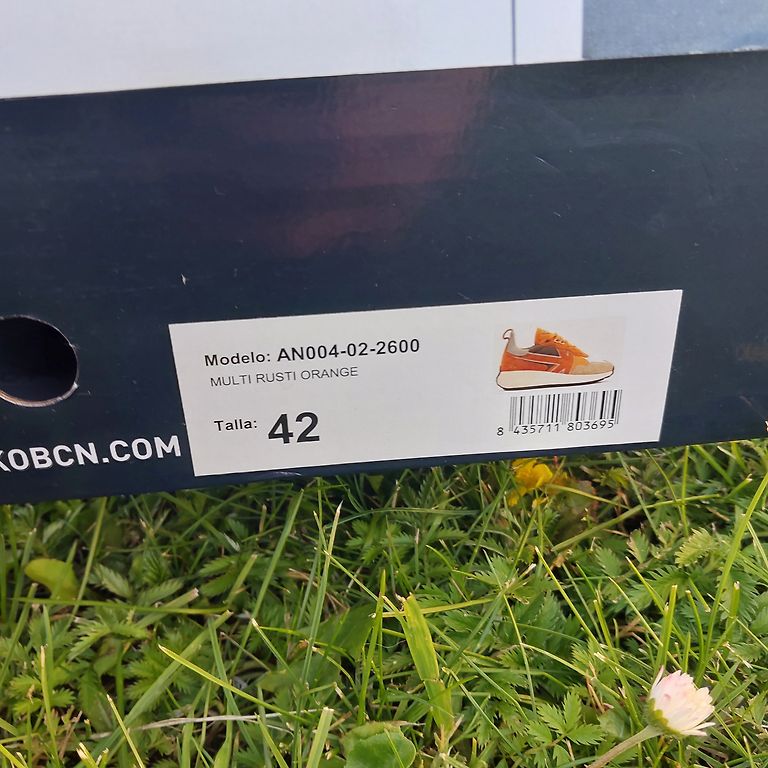 Modelo: AN004-02-2600
MULTI RUSTI ORANGE
Talla: 42
8 435711 803695
KOBCN.COM